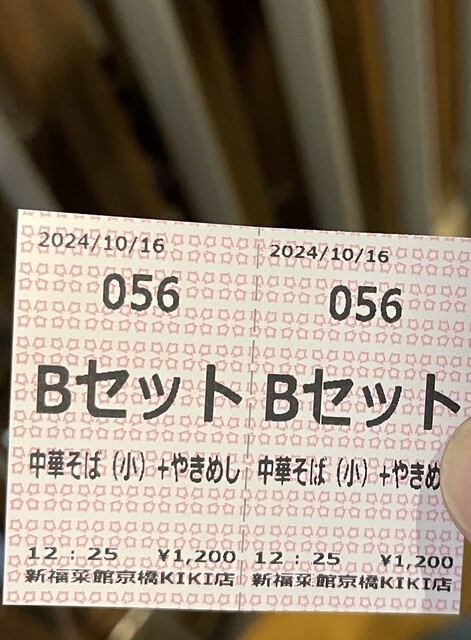 2024/10/16
056
Bセット
中華そば（小）+やきめし
12：25 ¥1,200
新福菜館京橋KIKI店
2024/10/16
056
Bセット
中華そば（小）+やきめ
12：25 ¥1,200
新福菜館京橋KIKI店